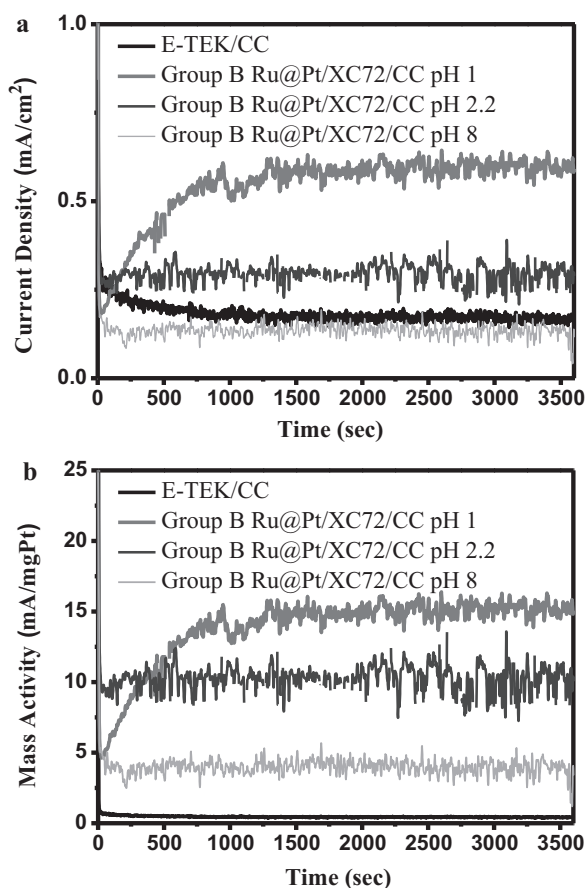 a
1.0
0.5
0.0
Current Density (mA/cm²)
E-TEK/CC
Group B Ru@Pt/XC72/CC pH 1
Group B Ru@Pt/XC72/CC pH 2.2
Group B Ru@Pt/XC72/CC pH 8
0 500 1000 1500 2000 2500 3000 3500
Time (sec)
b
25
20
15
10
5
0
Mass Activity (mA/mgPt)
E-TEK/CC
Group B Ru@Pt/XC72/CC pH 1
Group B Ru@Pt/XC72/CC pH 2.2
Group B Ru@Pt/XC72/CC pH 8
0 500 1000 1500 2000 2500 3000 3500
Time (sec)